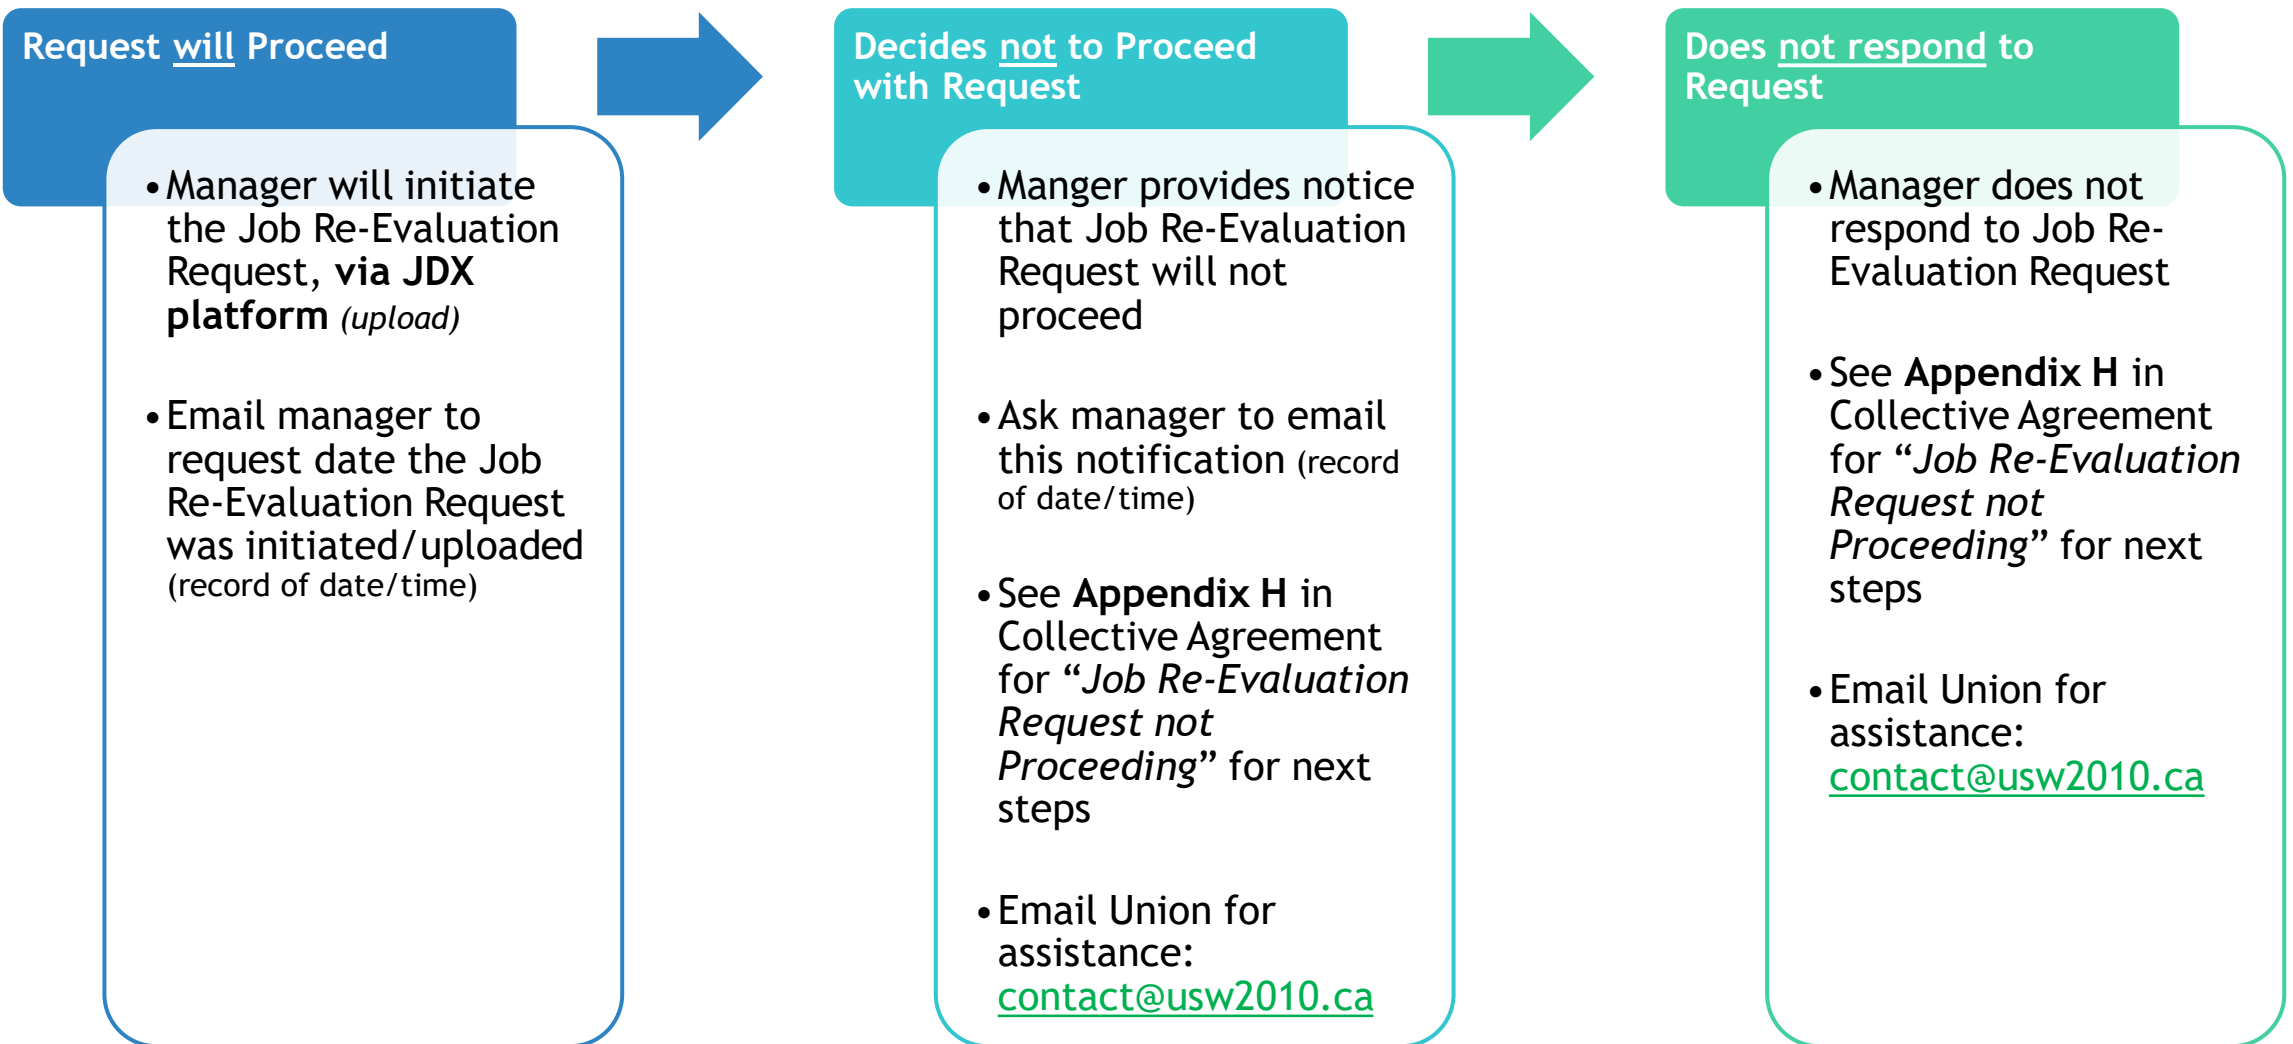 Request will Proceed
•Manager will initiate
the Job Re-Evaluation
Request, via JDX
platform (upload)
•Email manager to
request date the Job
Re-Evaluation Request
was initiated/uploaded
(record of date/time)
Decides not to Proceed
with Request
•Manger provides notice
that Job Re-Evaluation
Request will not
proceed
•Ask manager to email
this notification (record
of date/time)
•See Appendix H in
Collective Agreement
for “Job Re-Evaluation
Request not
Proceeding” for next
steps
•Email Union for
assistance:
contact@usw2010.ca
Does not respond to
Request
•Manager does not
respond to Job Re-
Evaluation Request
•See Appendix H in
Collective Agreement
for “Job Re-Evaluation
Request not
Proceeding” for next
steps
•Email Union for
assistance:
contact@usw2010.ca